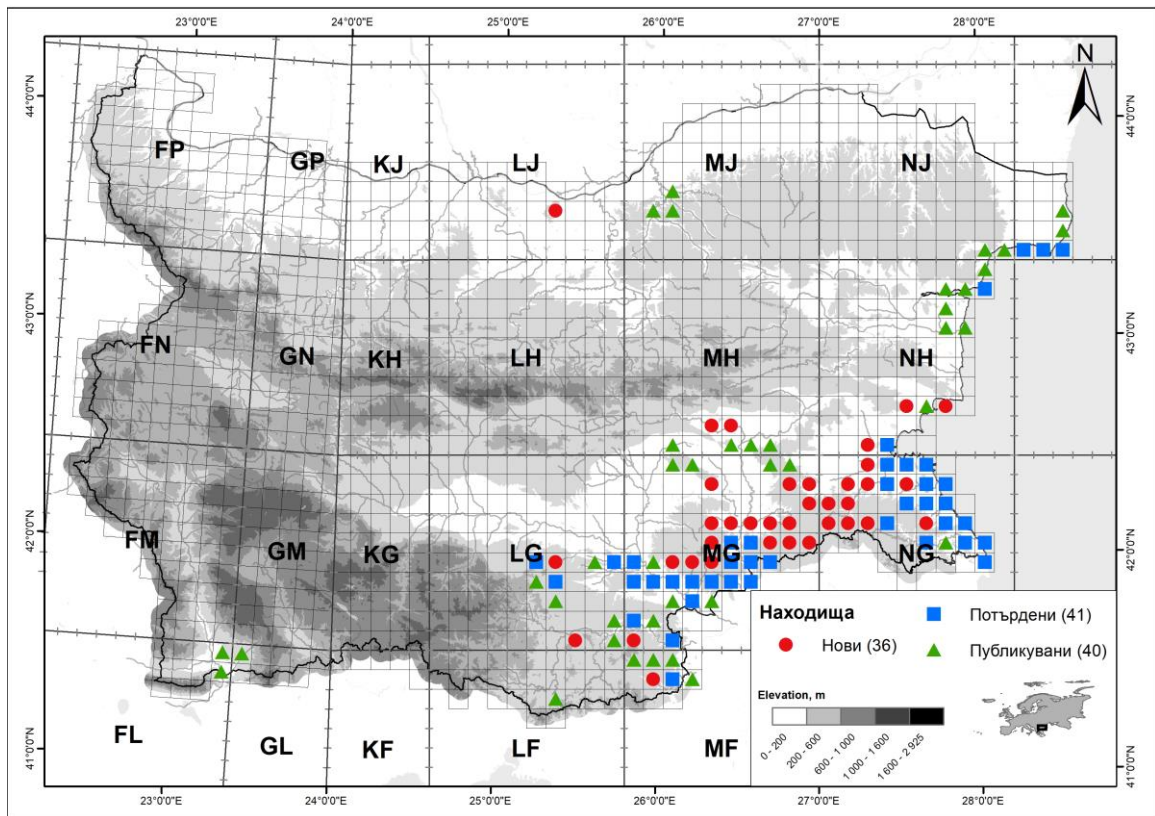 23°0'0"E 24°0'0"E 25°0'0"E 26°0'0"E 27°0'0"E 28°0'0"E
N
44°0'0"N 44°0'0"N
FP GP KJ LJ MJ NJ
43°0'0"N 43°0'0"N
FN GN KH LH MH NH
42°0'0"N 42°0'0"N
FM GM KG LG MG NG
Находища
Потърдени (41)
Нови (36)
Публикувани (40)
Elevation, m
0 - 200
200 - 600
600 - 1 000
1 000 - 1 600
1600 - 2 925
FL GL KF LF MF
41°0'0"N 41°0'0"N
23°0'0"E 24°0'0"E 25°0'0"E 26°0'0"E 27°0'0"E 28°0'0"E